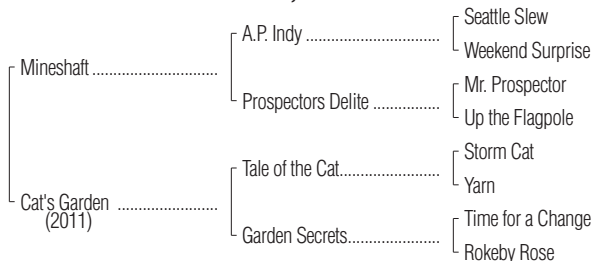 Seattle Slew
A.P. Indy ..............................
Weekend Surprise
Mineshaft ............................
Mr. Prospector
Prospectors Delite ...............
Up the Flagpole
Storm Cat
Tale of the Cat......................
Yarn
Cat's Garden ......................
(2011)
Time for a Change
Garden Secrets....................
Rokeby Rose